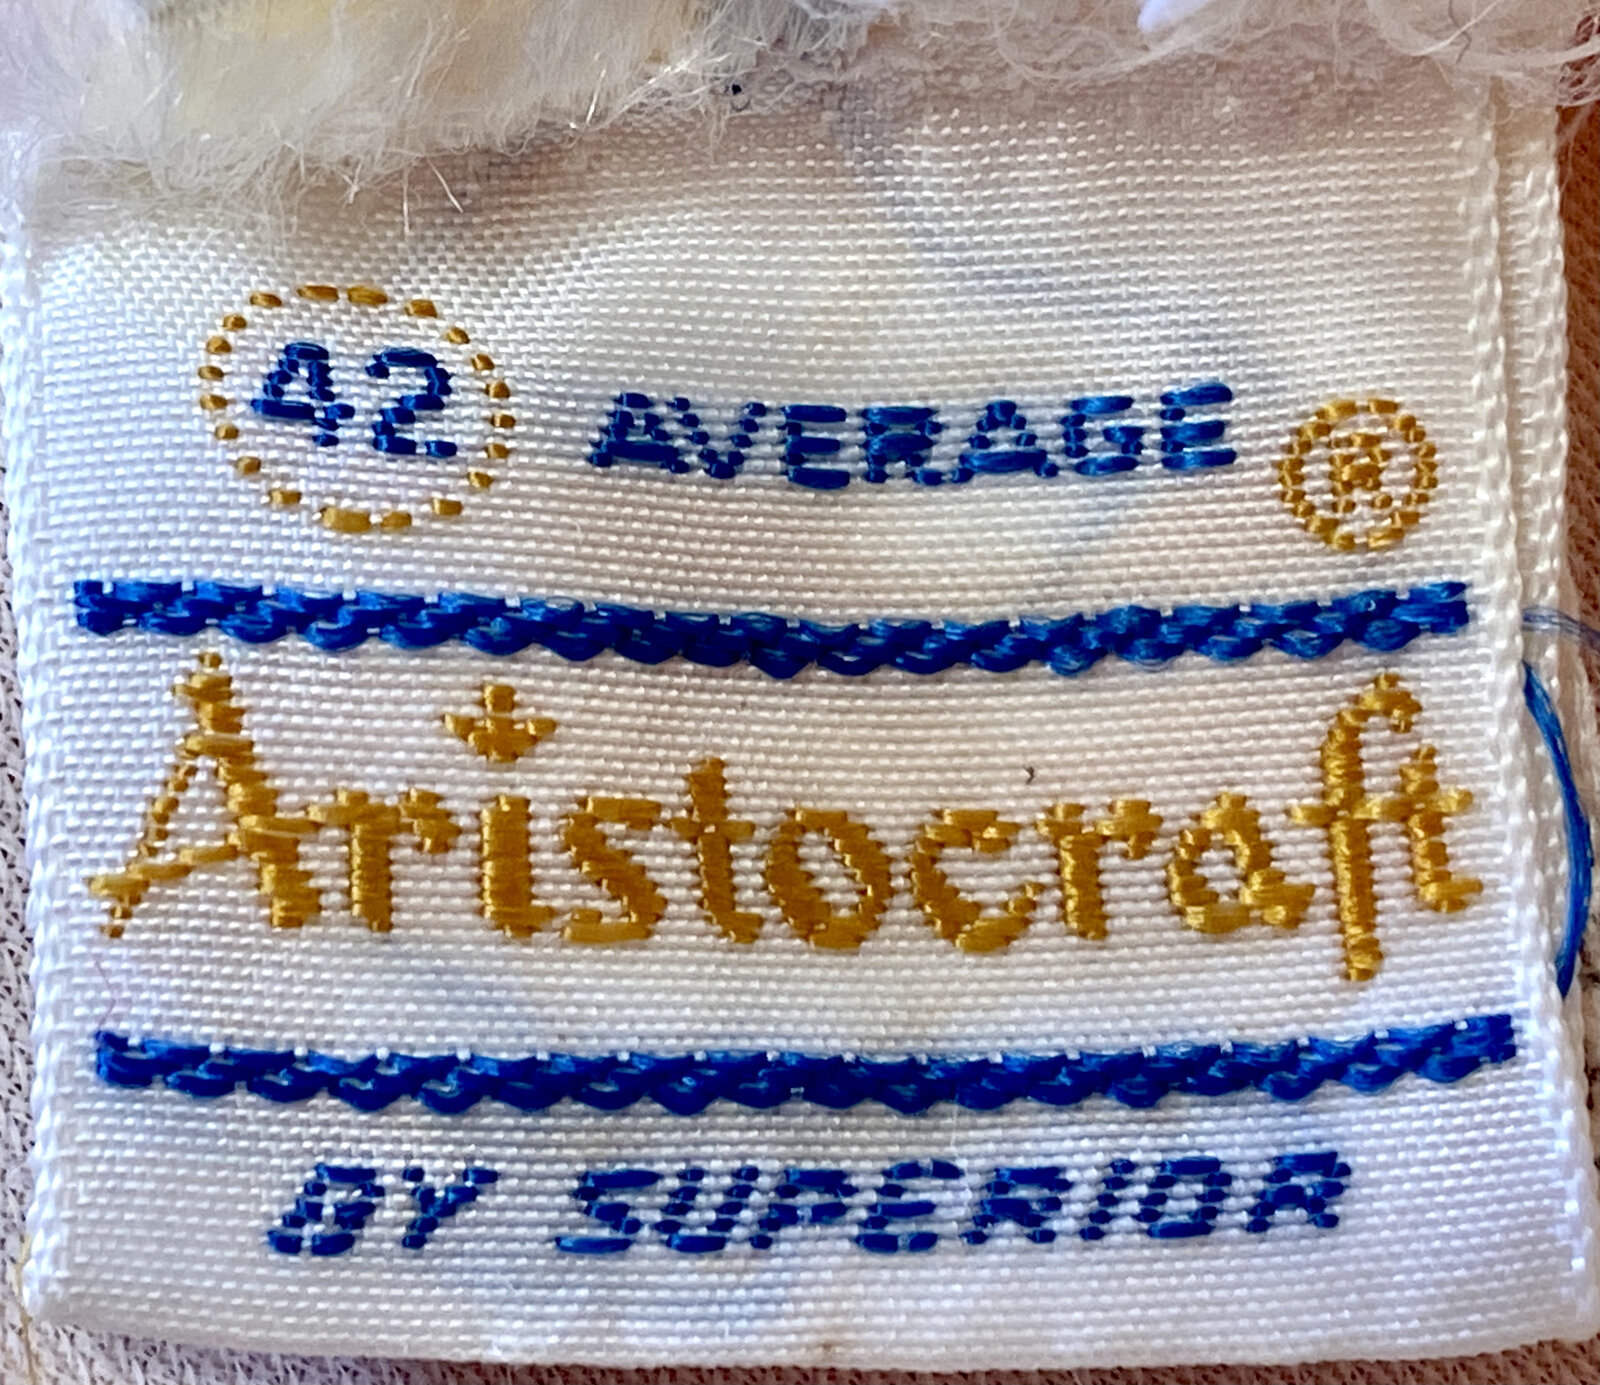 42 AVERAGE ®
Aristocraft
BY SUPERIOR